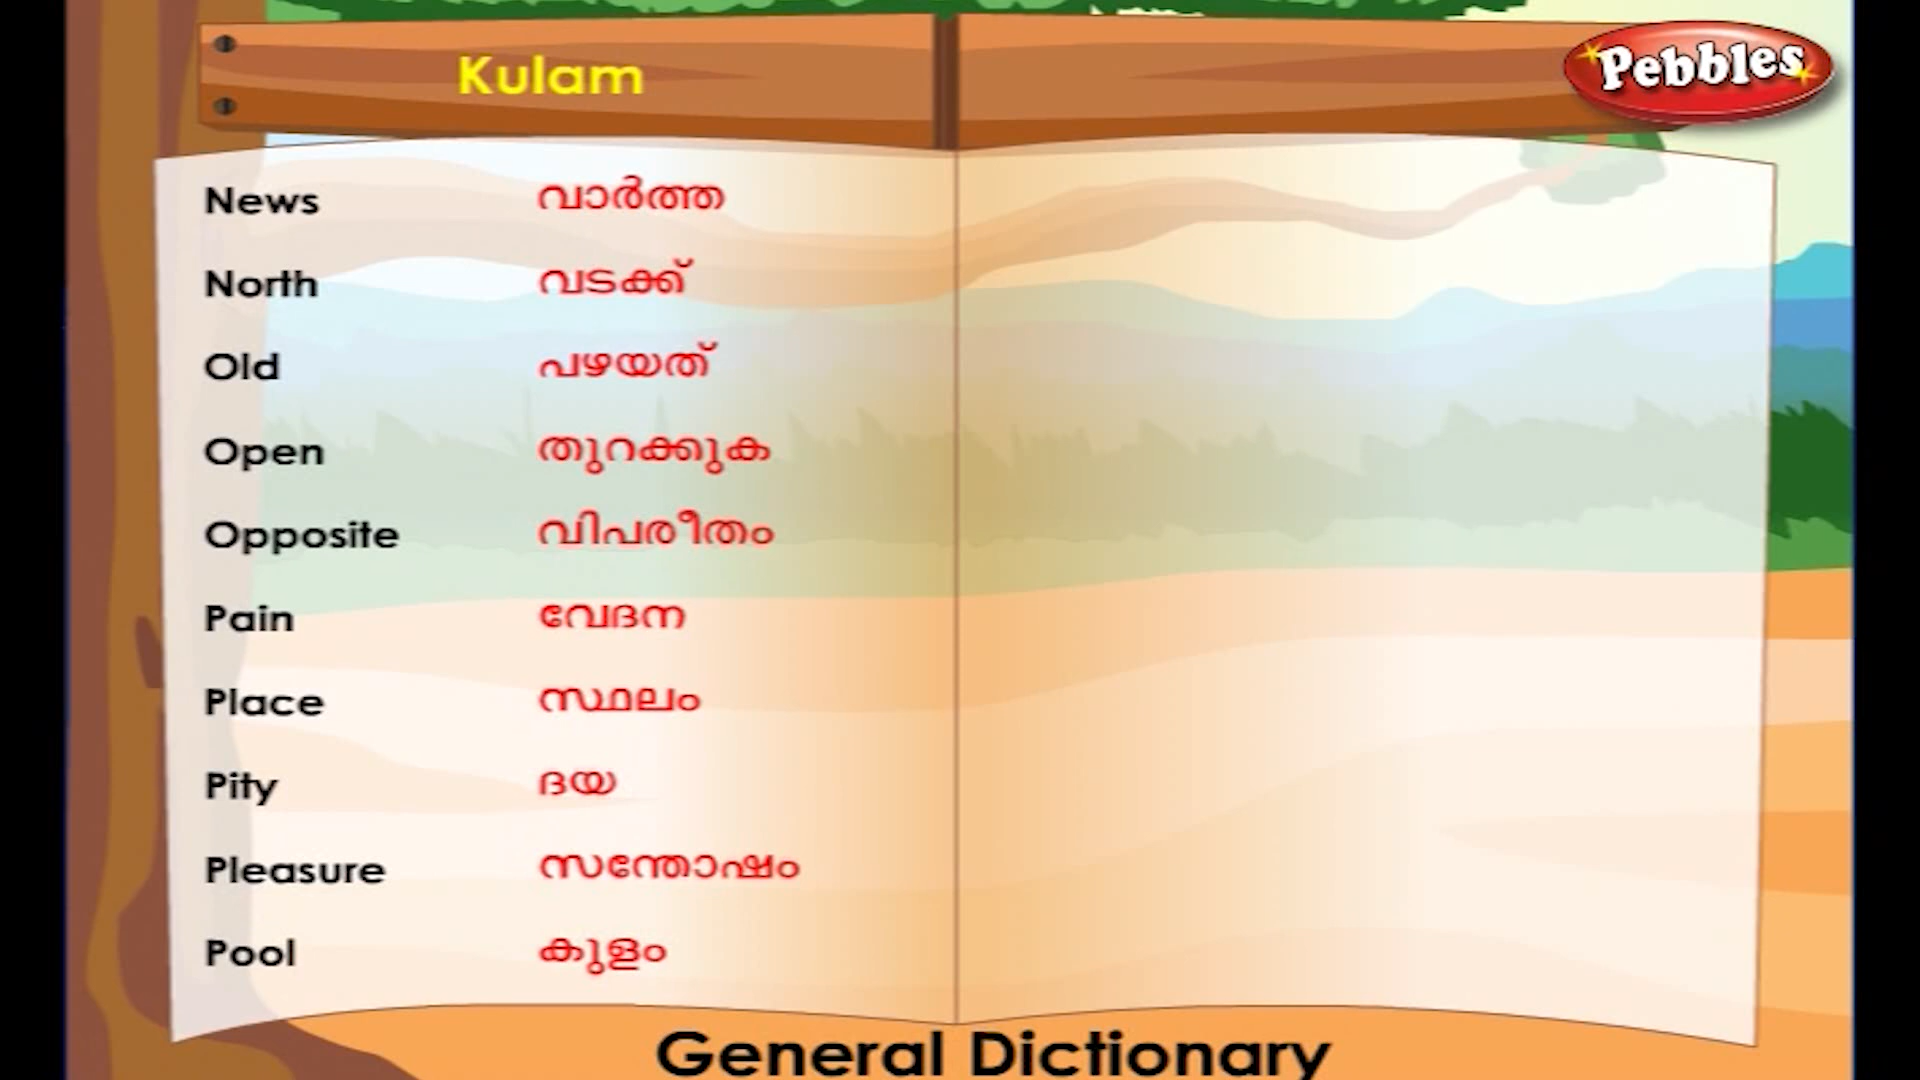 Kulam
Pebbles
News വാർത്ത
North വടക്ക്
Old പഴയത്
Open തുറക്കുക
Opposite വിപരീതം
Pain വേദന
Place സ്ഥലം
Pity ദയ
Pleasure സന്തോഷം
Pool കുളം
General Dictionary